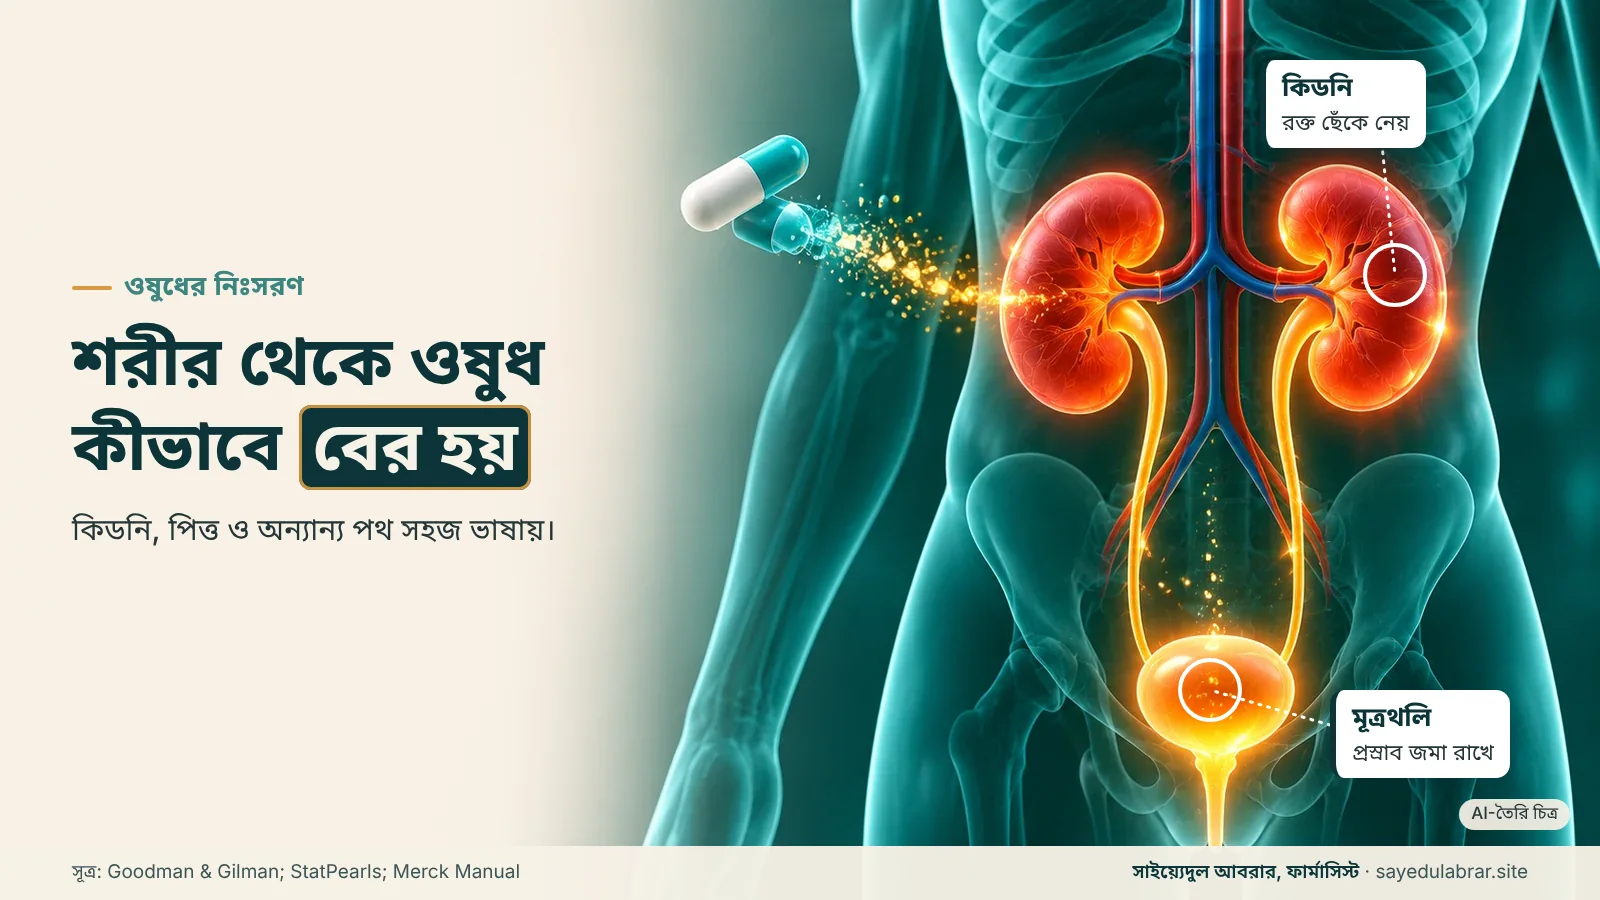 ওষুধের নিঃসরণ
শরীর থেকে ওষুধ
কীভাবে বের হয়
কিডনি, পিত্ত ও অন্যান্য পথ সহজ ভাষায়।
কিডনি
রক্ত ছেঁকে নেয়
মূত্রথলি
প্রস্রাব জমা রাখে
AI-তৈরি চিত্র
সূত্র: Goodman & Gilman; StatPearls; Merck Manual
সাইয়্যেদুল আবরার, ফার্মাসিস্ট · sayedulabrar.site